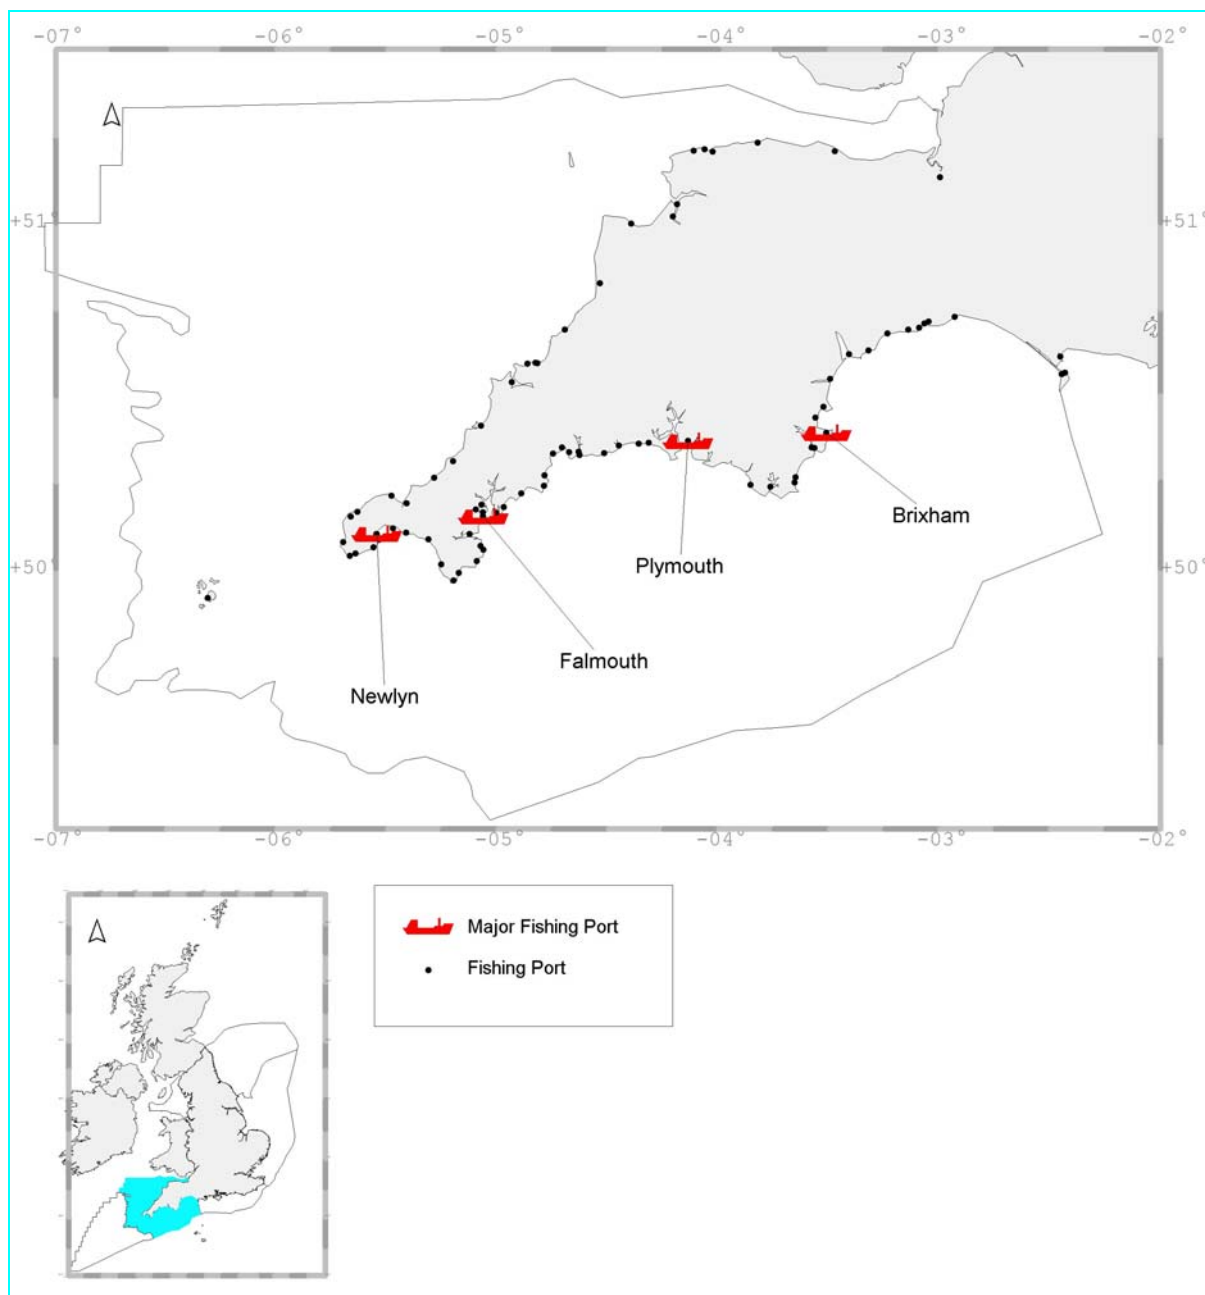 -07° -06° -05° -04° -03° -02°
+51° +51°
Brixham
Plymouth
+50° +50°
Falmouth
Newlyn
-07° -06° -05° -04° -03° -02°
Major Fishing Port
Fishing Port